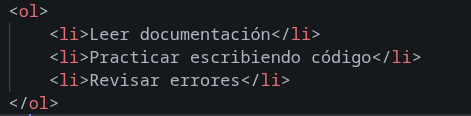 <ol>
    <li>Leer documentación</li>
    <li>Practicar escribiendo código</li>
    <li>Revisar errores</li>
</ol>